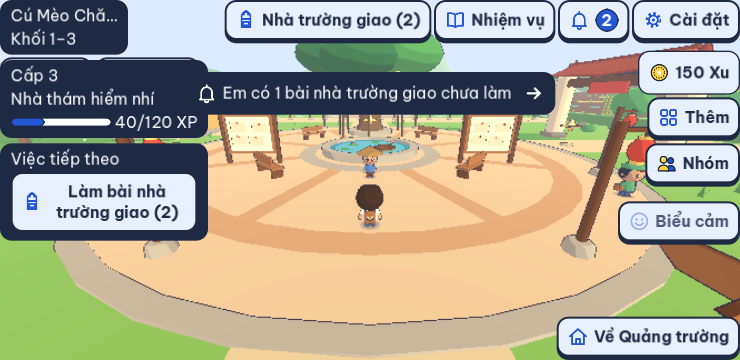 Cú Mèo Chă...
Khối 1–3
Nhà trường giao (2)
Nhiệm vụ
2
Cài đặt
Cấp 3
Nhà thám hiểm nhí
40/120 XP
Em có 1 bài nhà trường giao chưa làm
150 Xu
Thêm
Việc tiếp theo
Làm bài nhà
trường giao (2)
Nhóm
Biểu cảm
Về Quảng trường